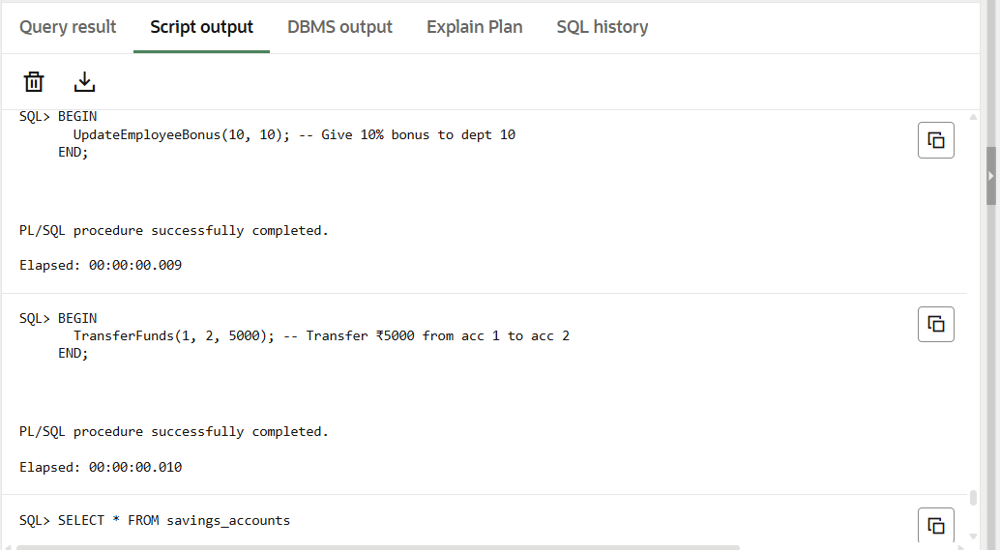 Query result Script output DBMS output Explain Plan SQL history
SQL> BEGIN
UpdateEmployeeBonus(10, 10); -- Give 10% bonus to dept 10
END;
PL/SQL procedure successfully completed.
Elapsed: 00:00:00.009
SQL> BEGIN
TransferFunds(1, 2, 5000); -- Transfer ₹5000 from acc 1 to acc 2
END;
PL/SQL procedure successfully completed.
Elapsed: 00:00:00.010
SQL> SELECT * FROM savings_accounts